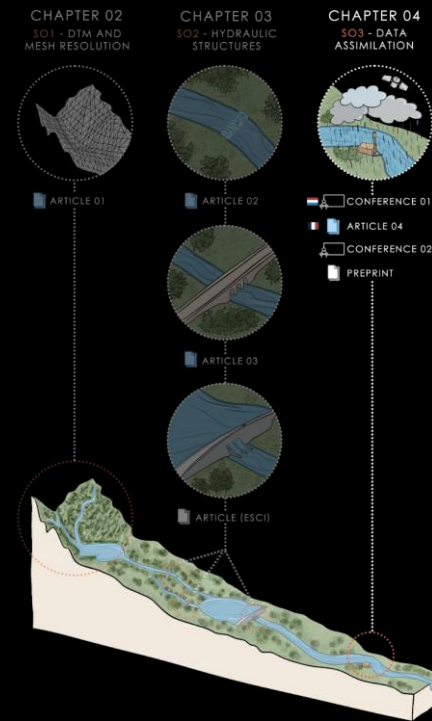 CHAPTER 02
SO1 - DTM AND
MESH RESOLUTION
ARTICLE 01
CHAPTER 03
SO2 - HYDRAULIC
STRUCTURES
ARTICLE 02
ARTICLE 03
ARTICLE (ESCI)
CHAPTER 04
SO3 - DATA
ASSIMILATION
CONFERENCE 01
ARTICLE 04
CONFERENCE 02
PREPRINT